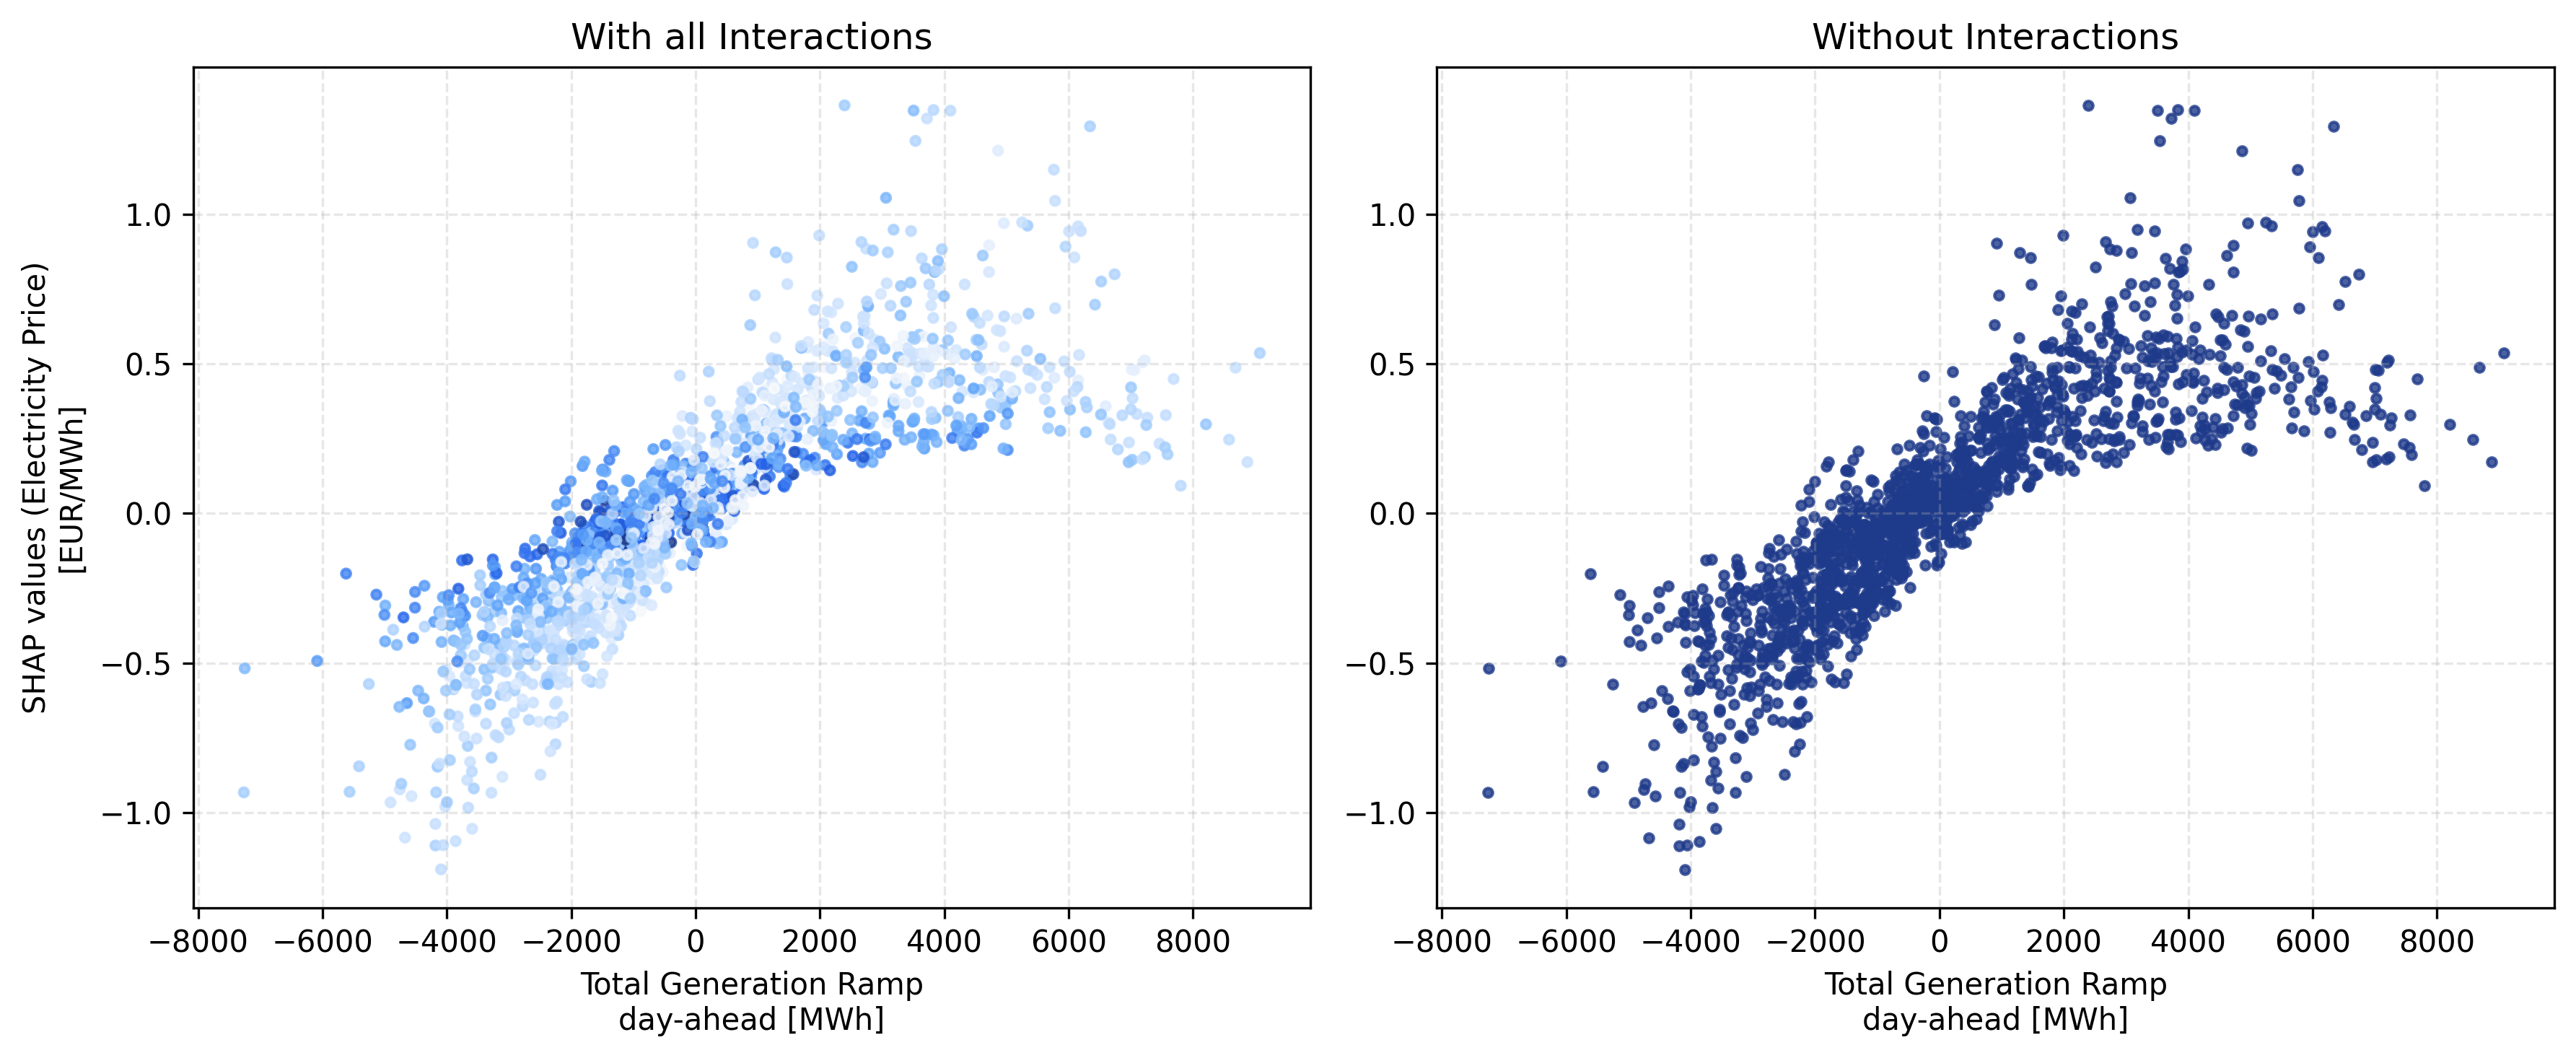 With all Interactions
Without Interactions
SHAP values (Electricity Price)
[EUR/MWh]
1.0
0.5
0.0
−0.5
−1.0
−8000 −6000 −4000 −2000 0 2000 4000 6000 8000
Total Generation Ramp
day-ahead [MWh]
1.0
0.5
0.0
−0.5
−1.0
−8000 −6000 −4000 −2000 0 2000 4000 6000 8000
Total Generation Ramp
day-ahead [MWh]